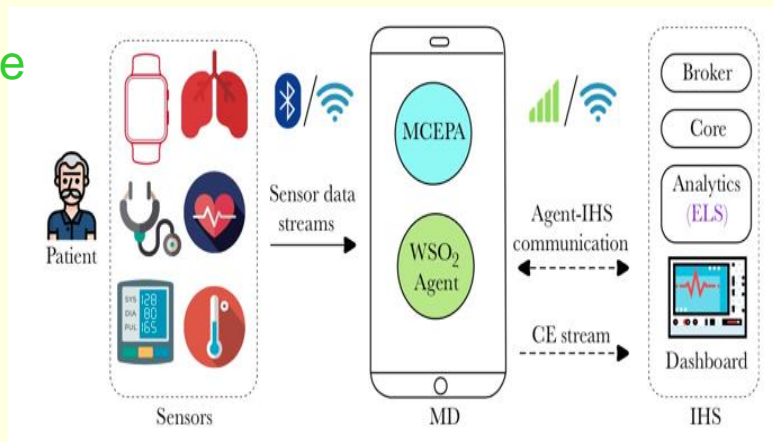 e
Patient
SYS 128
DIA 80
PUL 165
Sensors
Sensor data
streams
MCEPA
WSO2
Agent
MD
Agent-IHS
communication
CE stream
Broker
Core
Analytics
(ELS)
Dashboard
IHS